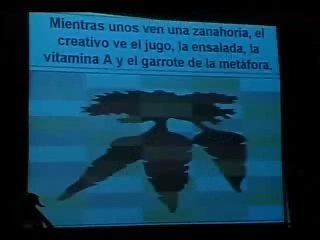 Mientras unos ven una zanahoria, el
creativo ve el jugo, la ensalada, la
vitamina A y el garrote de la metáfora.